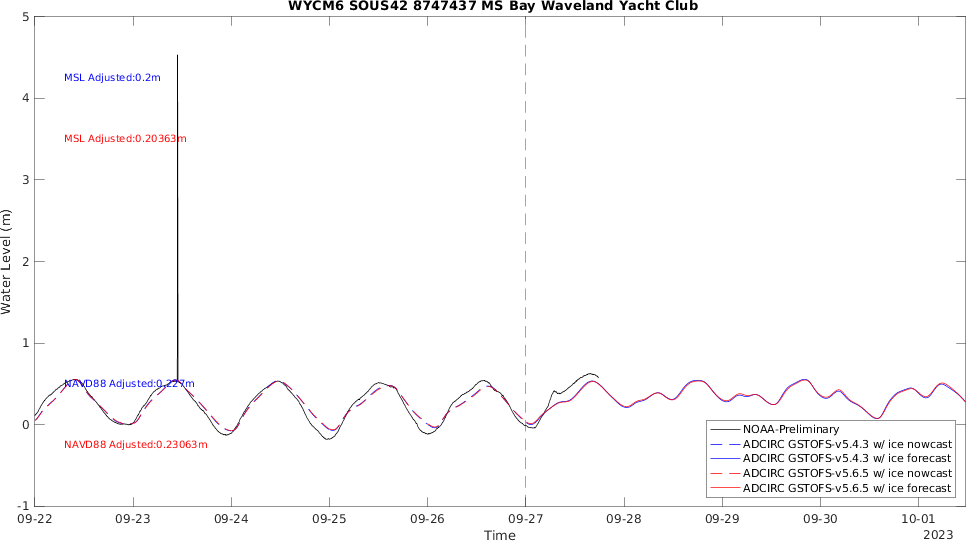 WYCM6 SOUS42 8747437 MS Bay Waveland Yacht Club
5
4
3
2
1
0
-1
Water Level (m)
MSL Adjusted:0.2m
MSL Adjusted:0.20363m
NAVD88 Adjusted:0.227m
NAVD88 Adjusted:0.23063m
NOAA-Preliminary
ADCIRC GSTOFS-v5.4.3 w/ ice nowcast
ADCIRC GSTOFS-v5.4.3 w/ ice forecast
ADCIRC GSTOFS-v5.6.5 w/ ice nowcast
ADCIRC GSTOFS-v5.6.5 w/ ice forecast
09-22 09-23 09-24 09-25 09-26 09-27 09-28 09-29 09-30 10-01
Time
2023